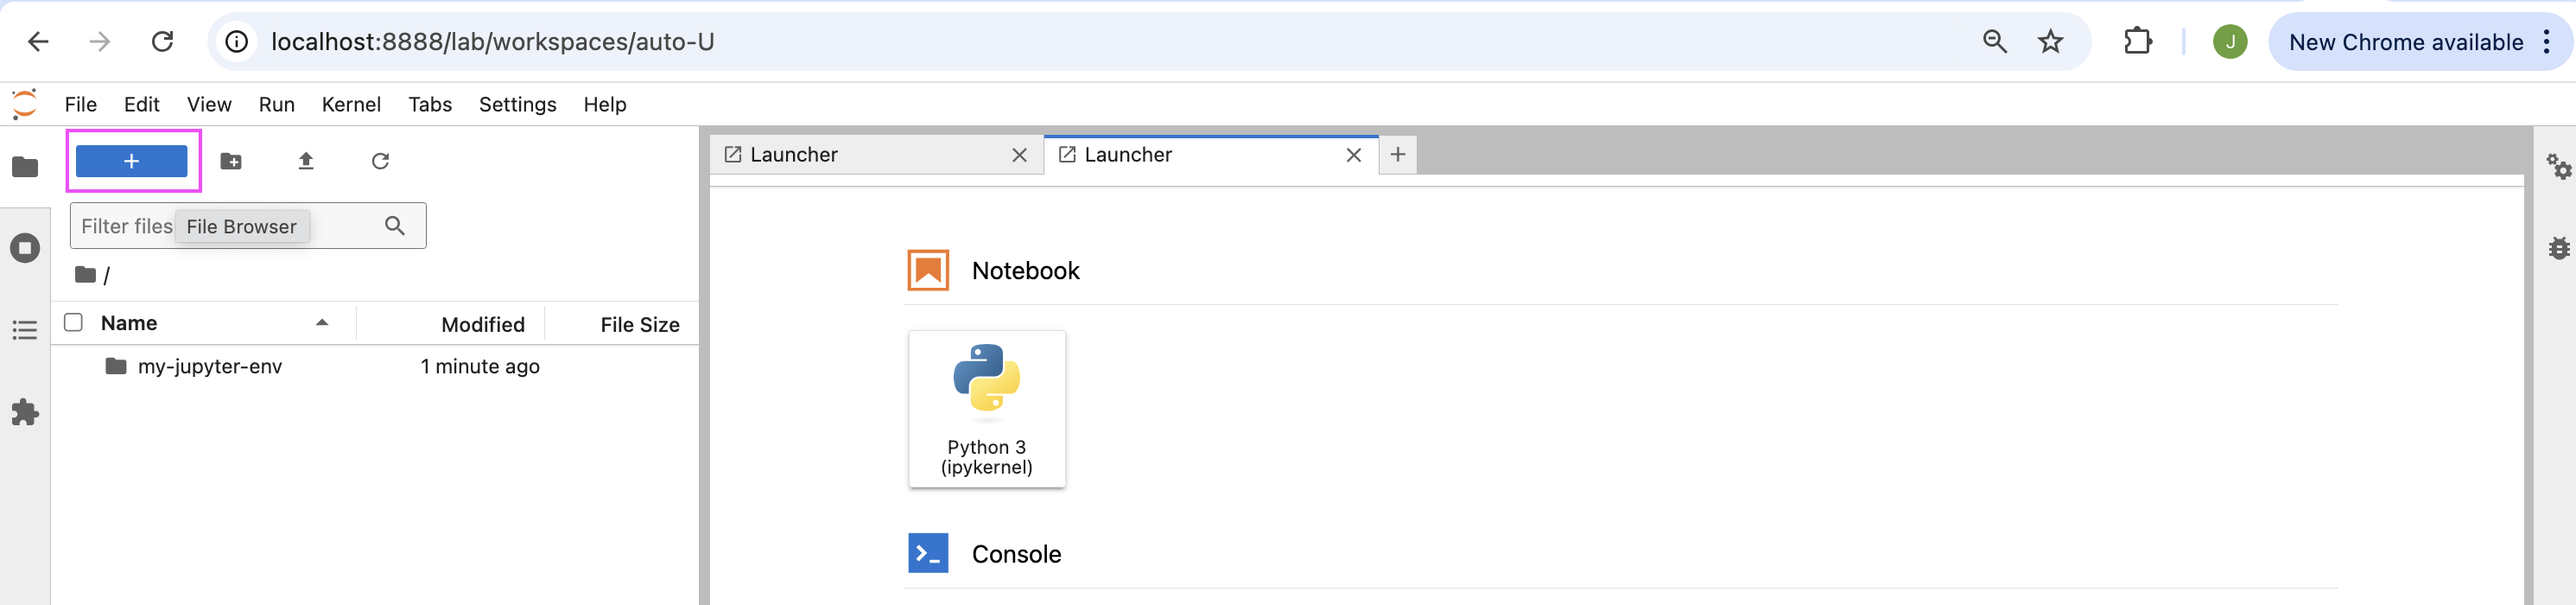 localhost:8888/lab/workspaces/auto-U
J
New Chrome available
File Edit View Run Kernel Tabs Settings Help
Launcher
Launcher
Filter files
File Browser
/
Name Modified File Size
my-jupyter-env 1 minute ago
Notebook
Python 3
(ipykernel)
Console